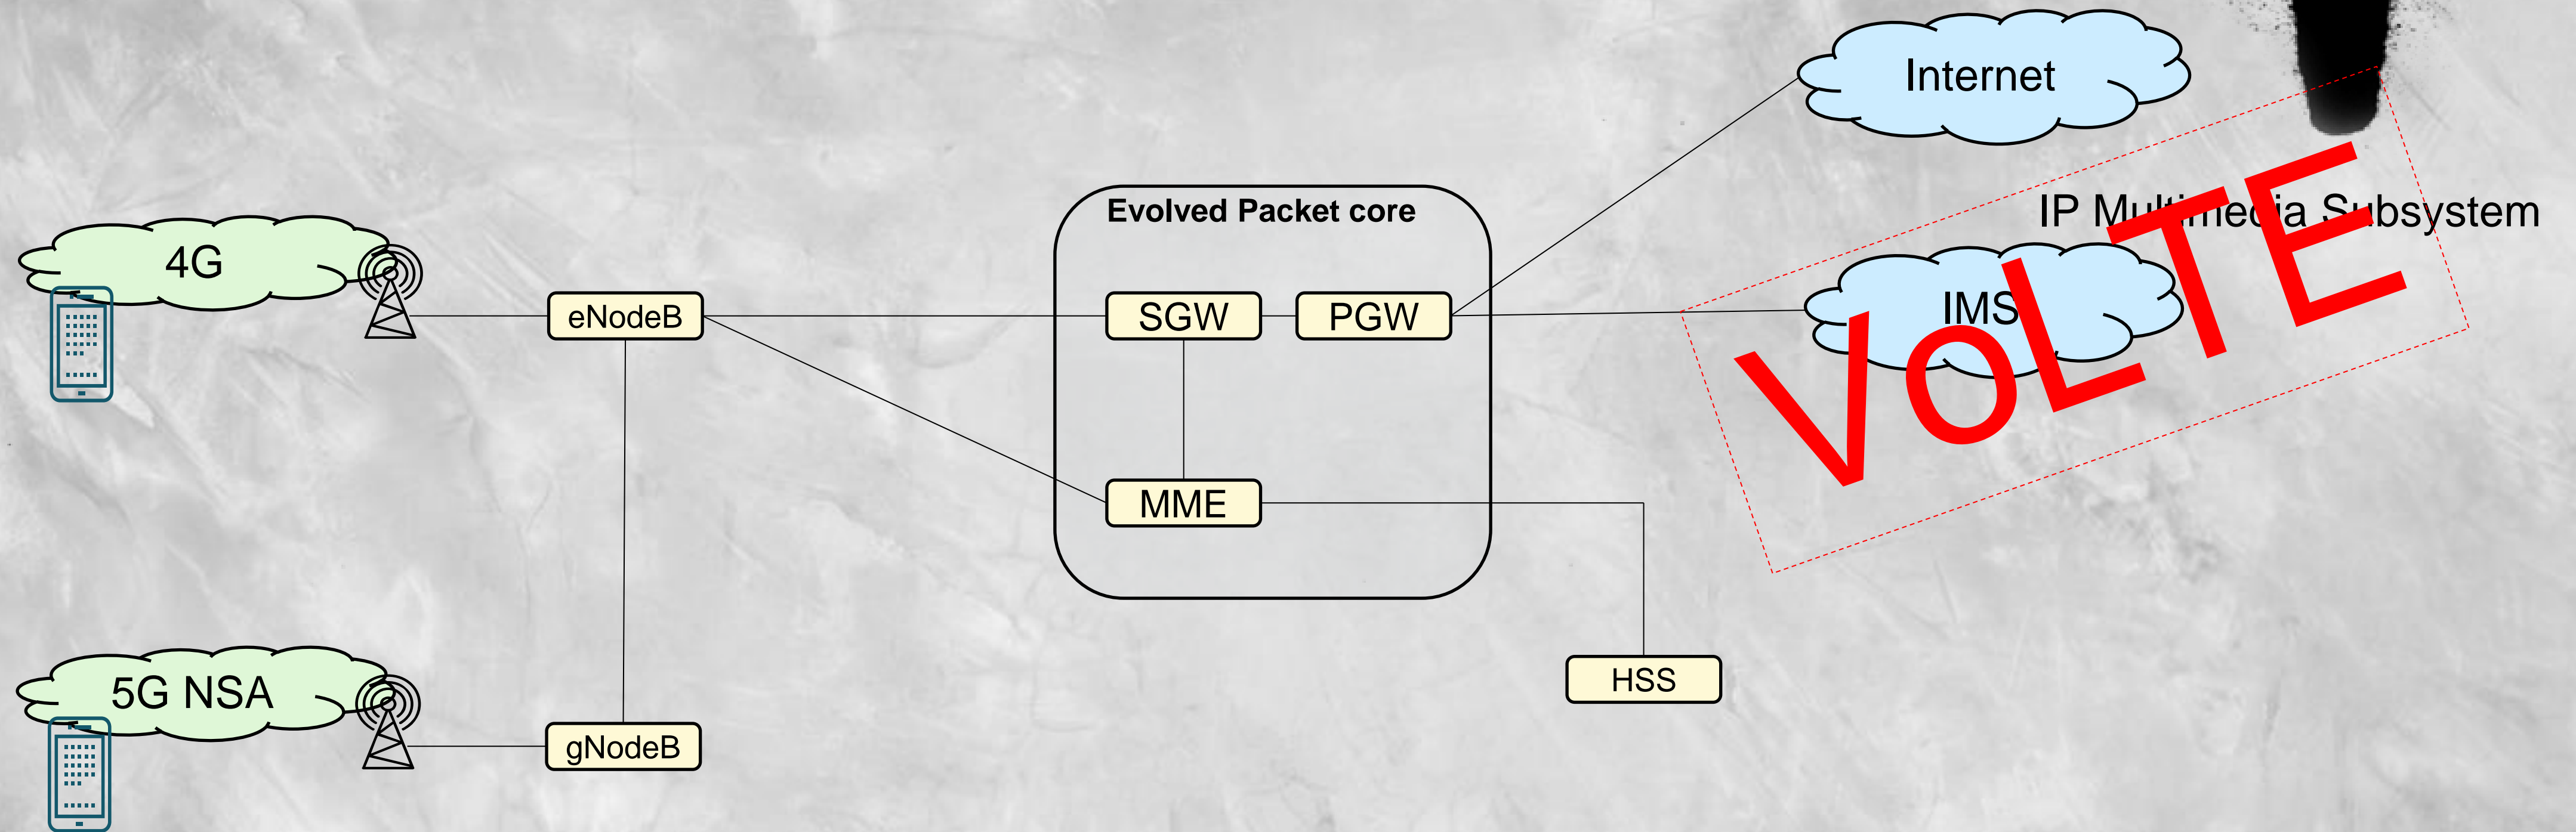 Internet
Evolved Packet core
IP Multimedia Subsystem
4G
IMS
eNodeB
SGW
PGW
VoLTE
MME
5G NSA
HSS
gNodeB